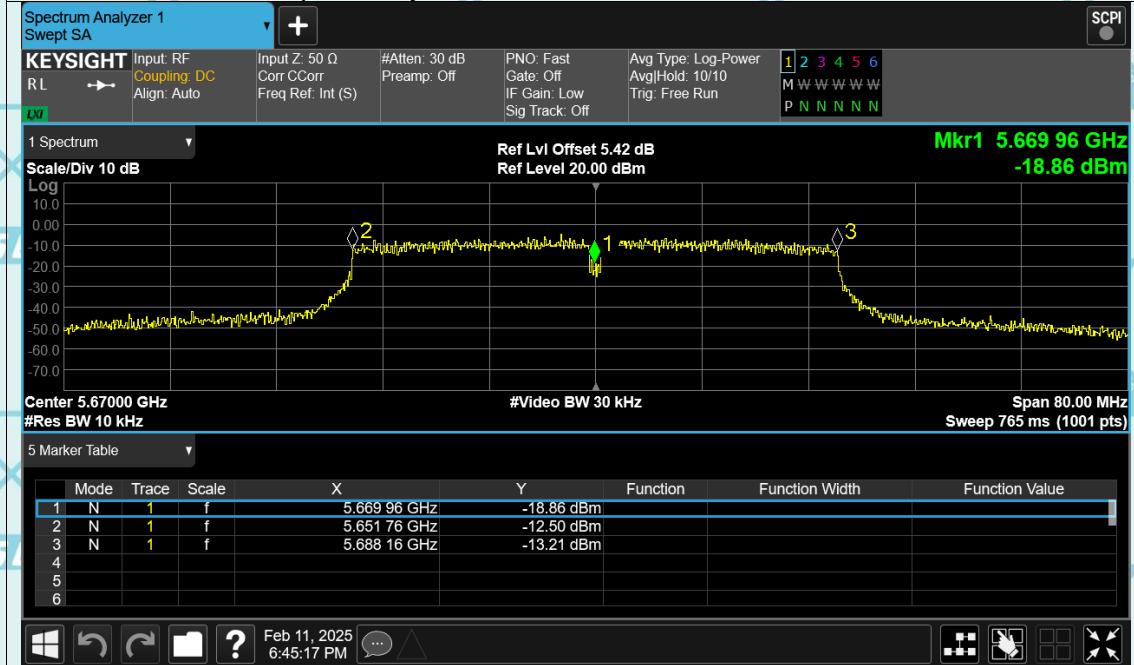 Spectrum Analyzer 1
Swept SA
+
SCPI
KEYSIGHT
R L
LXI
Input: RF
Coupling: DC
Align: Auto
Input Z: 50 Ω
Corr CCorr
Freq Ref: Int (S)
#Atten: 30 dB
Preamp: Off
PNO: Fast
Gate: Off
IF Gain: Low
Sig Track: Off
Avg Type: Log-Power
Avg|Hold: 10/10
Trig: Free Run
1 2 3 4 5 6
M W W W W W
P N N N N N
1 Spectrum
Scale/Div 10 dB
Ref Lvl Offset 5.42 dB
Ref Level 20.00 dBm
Mkr1 5.669 96 GHz
-18.86 dBm
Log
10.0
0.00
-10.0
-20.0
-30.0
-40.0
-50.0
-60.0
-70.0
2
1
3
Center 5.67000 GHz
#Video BW 30 kHz
Span 80.00 MHz
#Res BW 10 kHz
Sweep 765 ms (1001 pts)
5 Marker Table
Mode Trace Scale X Y Function Function Width Function Value
1 N 1 f 5.669 96 GHz -18.86 dBm
2 N 1 f 5.651 76 GHz -12.50 dBm
3 N 1 f 5.688 16 GHz -13.21 dBm
4
5
6
?
Feb 11, 2025
6:45:17 PM